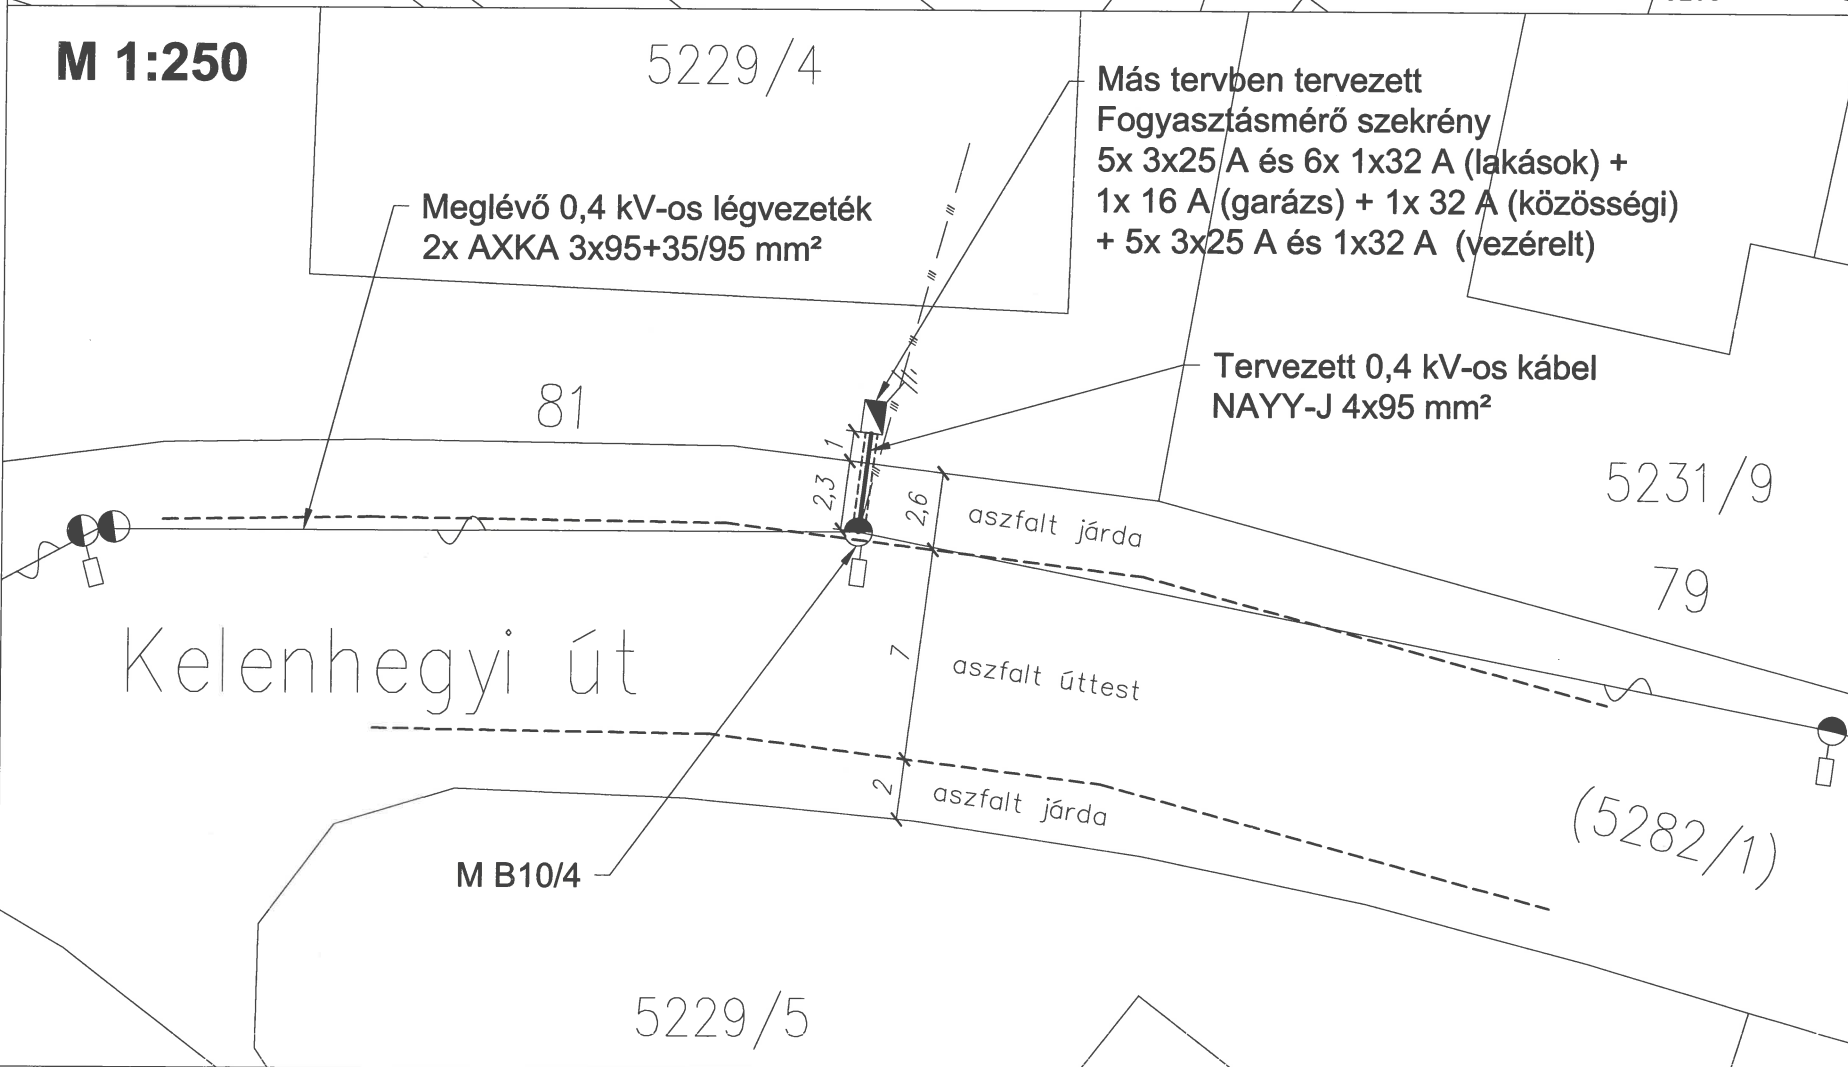 M 1:250
5229/4
Más tervben tervezett
Fogyasztásmérő szekrény
5x 3x25 A és 6x 1x32 A (lakások) +
1x 16 A (garázs) + 1x 32 A (közösségi)
+ 5x 3x25 A és 1x32 A (vezérelt)
Meglévő 0,4 kV-os légvezeték
2x AXKA 3x95+35/95 mm²
Tervezett 0,4 kV-os kábel
NAYY-J 4x95 mm²
81
1
2,3
2,6
aszfalt járda
5231/9
79
Kelenhegyi út
7
aszfalt úttest
2
aszfalt járda
(5282/1)
M B10/4
5229/5